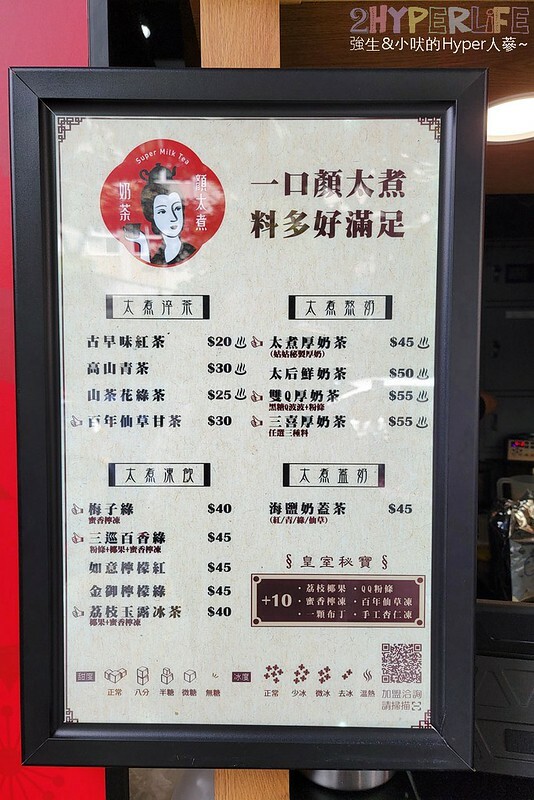 2HYPERLIFE
強生&小吠的Hyper人蔘~
Super Milk Tea
奶茶
顏太煮
一口顏太煮
料多好滿足
太煮淬茶
古早味紅茶 $20
高山青茶 $30
山茶花綠茶 $25
百年仙草甘茶 $30
太煮熬奶
太煮厚奶茶 $45
(姑姑秘製厚奶)
太后鮮奶茶 $50
雙Q厚奶茶 $55
黑糖Q波波+粉條
三喜厚奶茶 $55
任選三種料
太煮凍飲
梅子綠 $40
蜜香檸凍
三巡百香綠 $45
粉條+椰果+蜜香檸凍
如意檸檬紅 $45
金御檸檬綠 $45
荔枝玉露冰茶 $40
椰果+蜜香檸凍
太煮蓋奶
海鹽奶蓋茶 $45
(紅/青/綠/仙草)
§ 皇室秘寶 §
+10
・荔枝椰果 ・QQ粉條
・蜜香檸凍 ・百年仙草凍
・一顆布丁 ・手工杏仁凍
甜度 正常 八分 半糖 微糖 無糖
冰度 正常 少冰 微冰 去冰 溫熱
加盟洽詢
請掃描